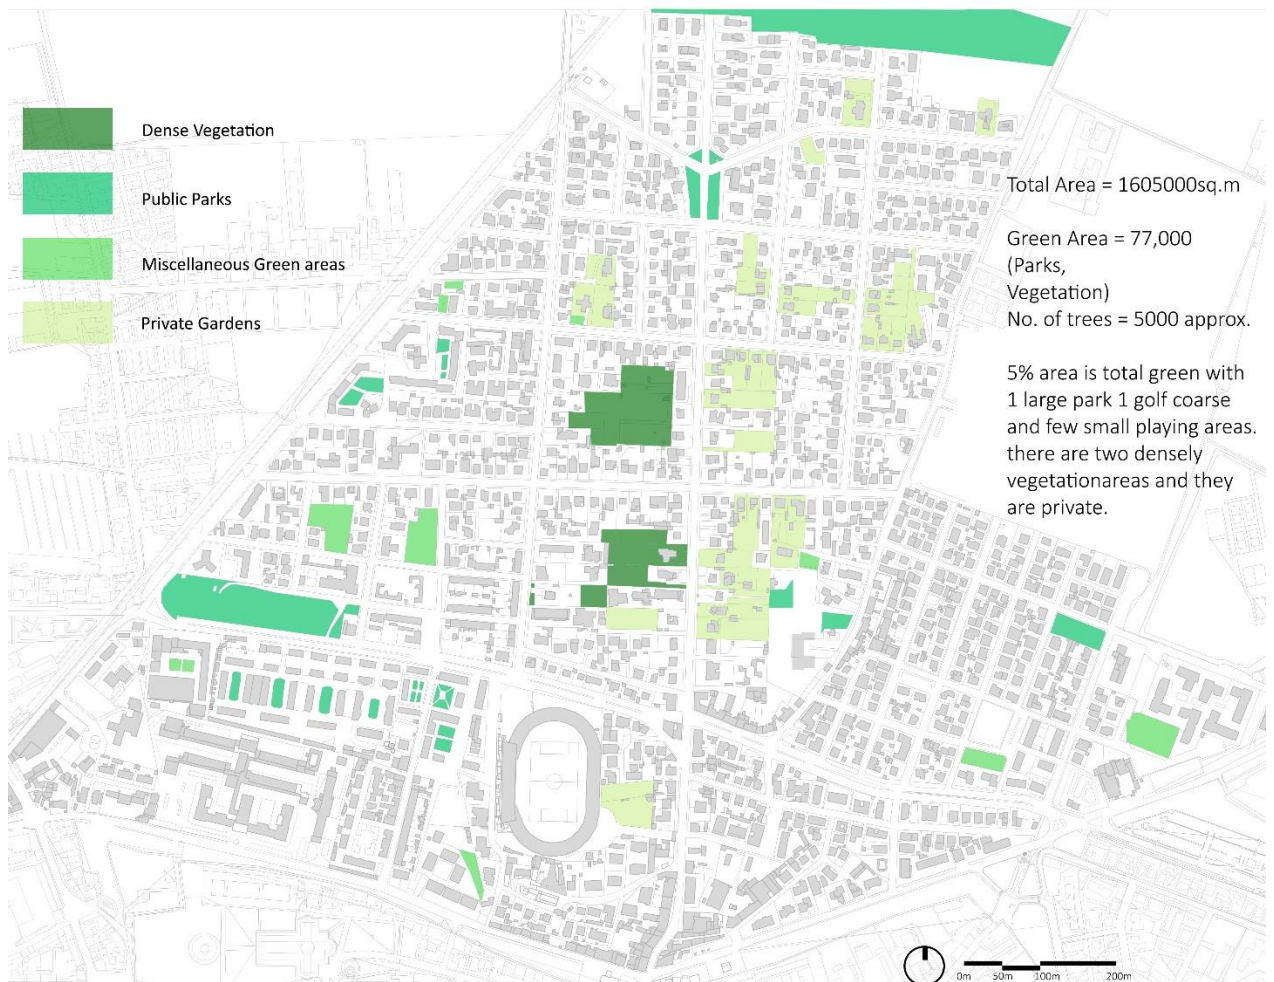 Dense Vegetation
Public Parks
Miscellaneous Green areas
Private Gardens
Total Area = 1605000sq.m
Green Area = 77,000
(Parks,
Vegetation)
No. of trees = 5000 approx.
5% area is total green with
1 large park 1 golf coarse
and few small playing areas.
there are two densely
vegetationareas and they
are private.
0m 50m 100m 200m